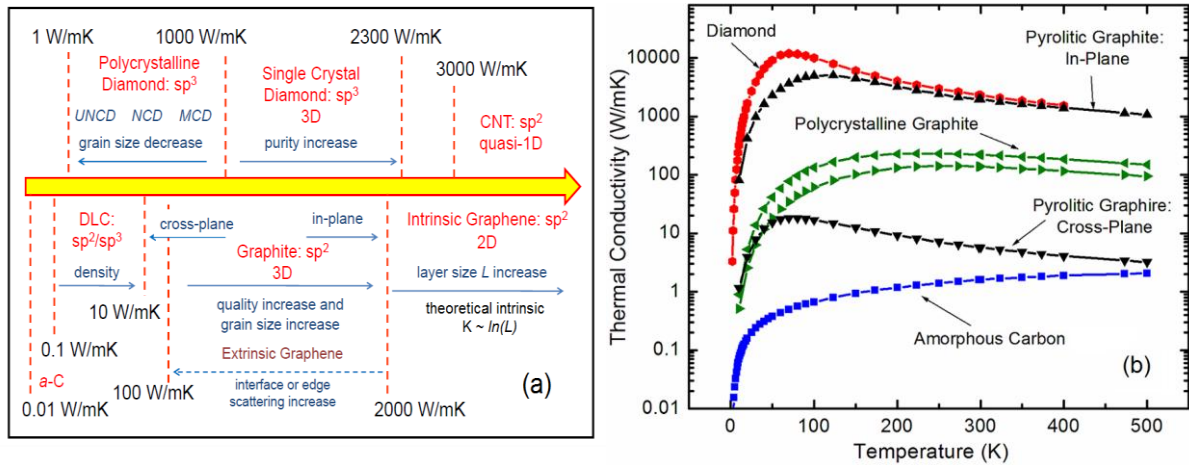 1 W/mK
1000 W/mK
2300 W/mK
3000 W/mK
Polycrystalline
Diamond: sp³
UNCD NCD MCD
grain size decrease
Single Crystal
Diamond: sp³
3D
purity increase
CNT: sp²
quasi-1D
DLC:
sp²/sp³
density
cross-plane
in-plane
Graphite: sp²
3D
quality increase and
grain size increase
Extrinsic Graphene
interface or edge
scattering increase
Intrinsic Graphene: sp²
2D
layer size L increase
theoretical intrinsic
K ~ ln(L)
10 W/mK
0.1 W/mK
a-C
0.01 W/mK
100 W/mK
2000 W/mK
(a)
Thermal Conductivity (W/mK)
10000
1000
100
10
1
0.1
0.01
Diamond
Pyrolytic Graphite:
In-Plane
Polycrystalline Graphite
Pyrolitic Graphire:
Cross-Plane
Amorphous Carbon
(b)
0 100 200 300 400 500
Temperature (K)